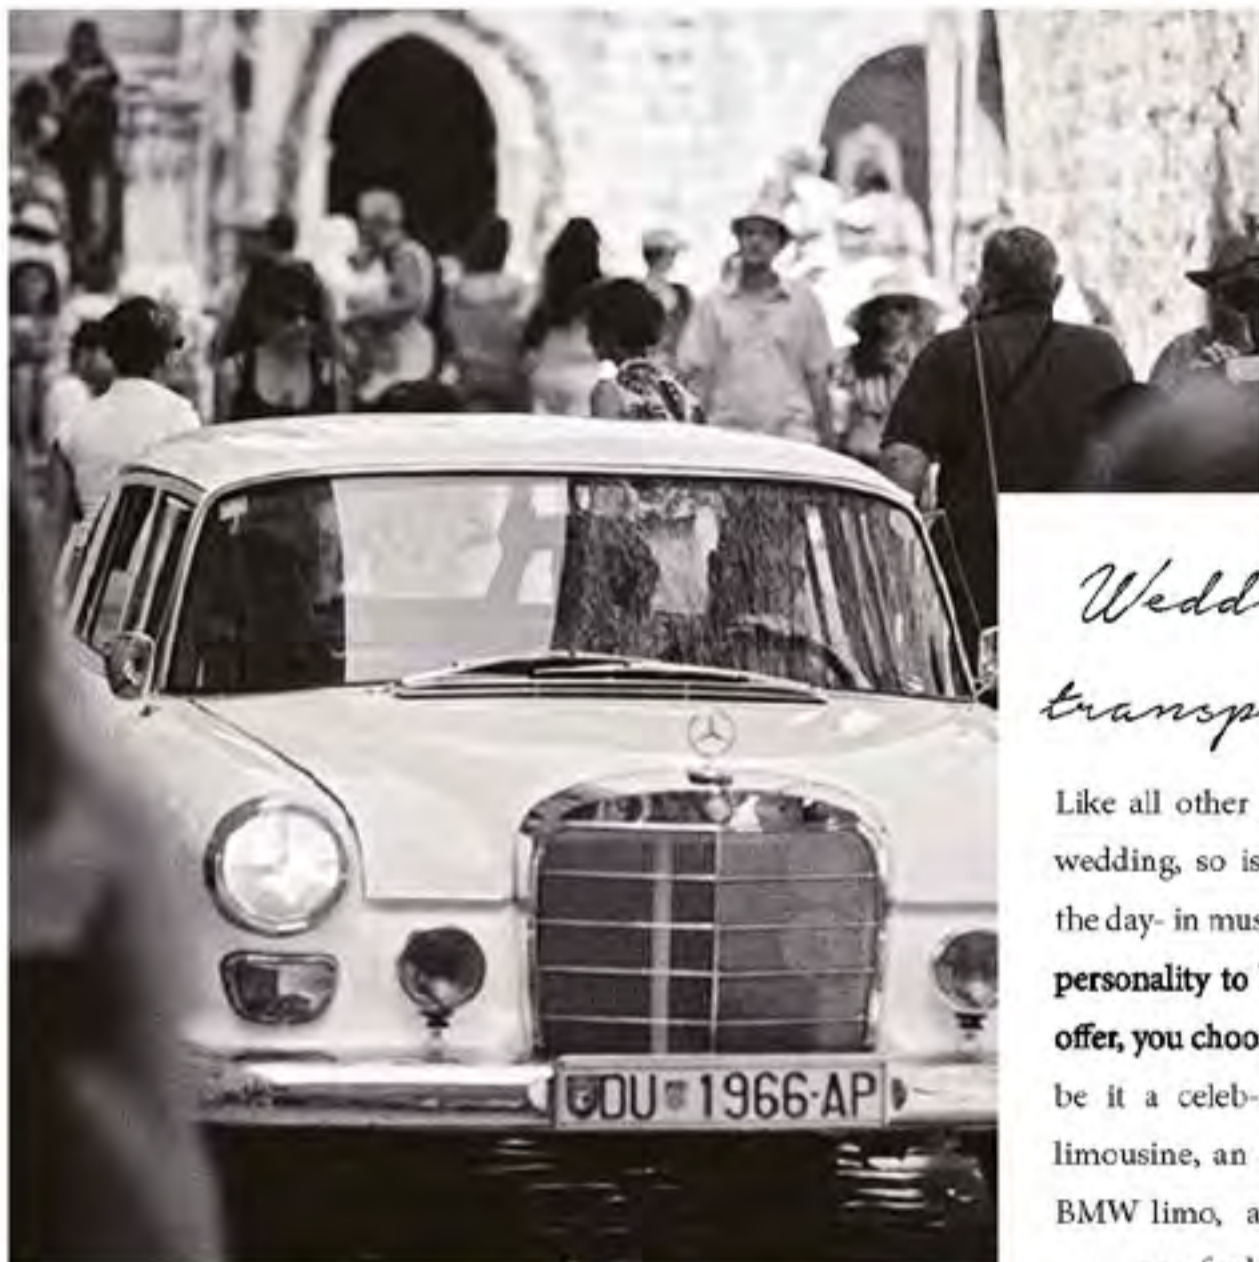 DU 1966-AP
Wedd
transp
Like all other
wedding, so is
the day- in mus
personality to
offer, you choo
be it a celeb-
limousine, an
BMW limo, a